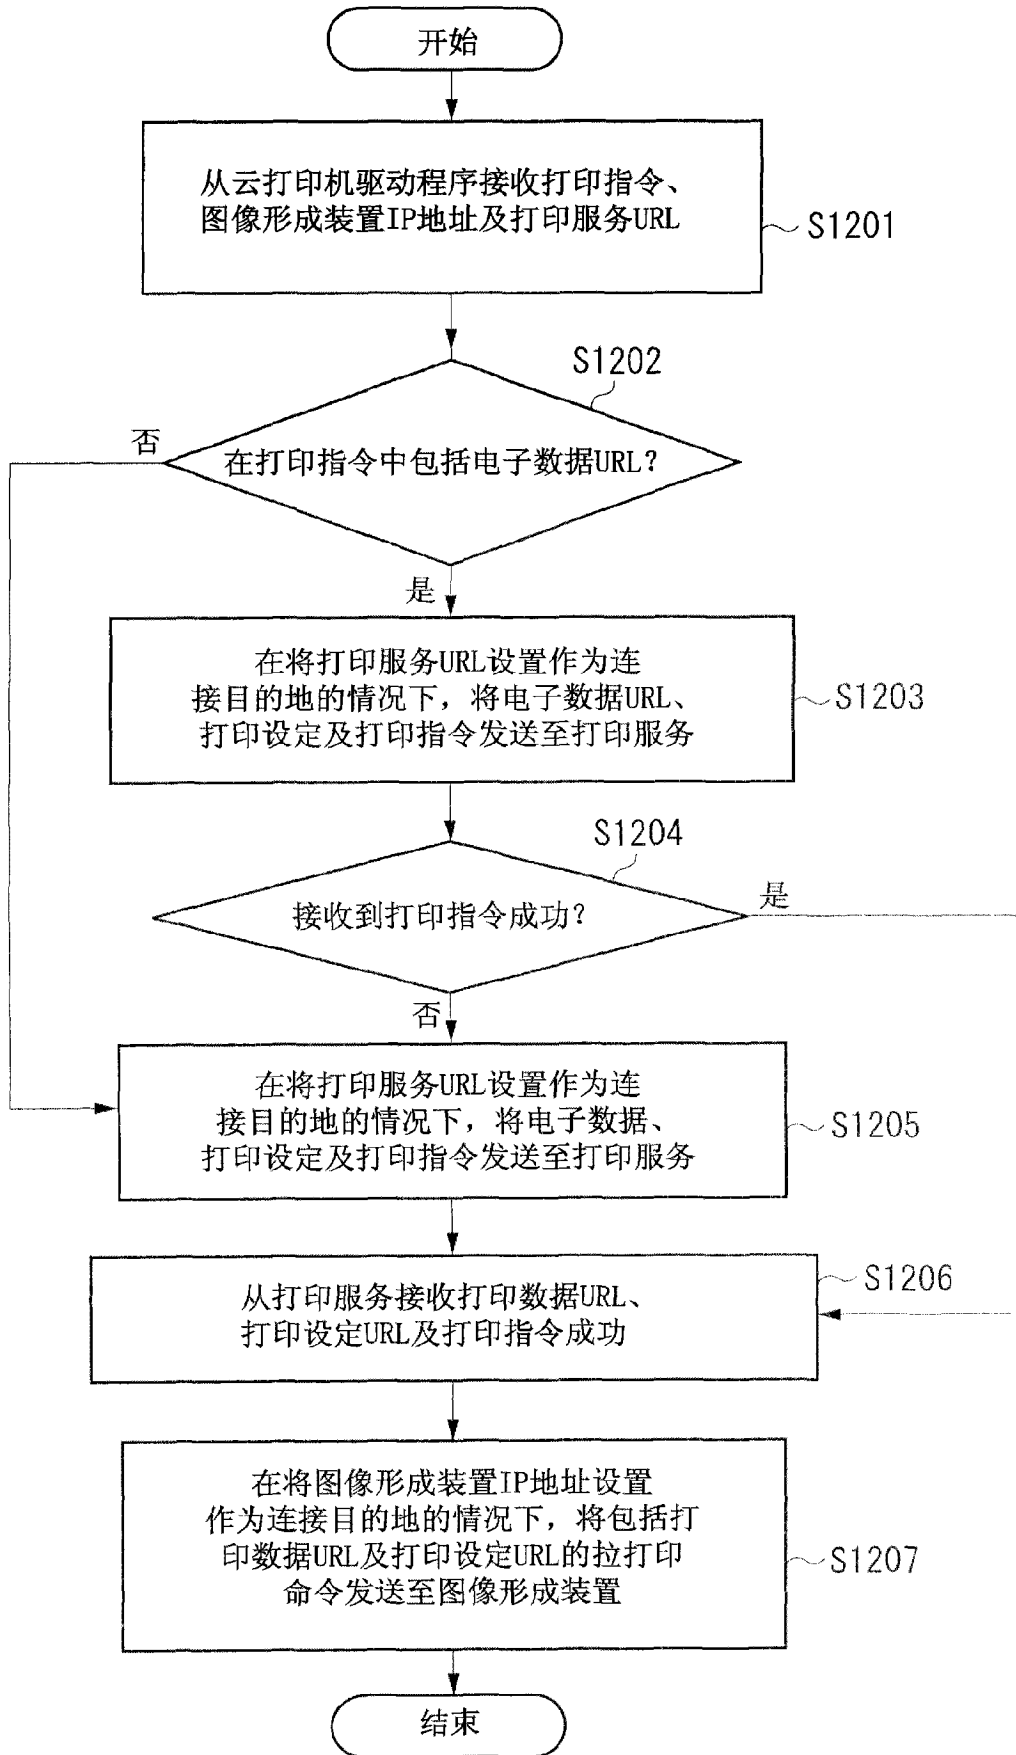 开始
从云打印机驱动程序接收打印指令、
图像形成装置IP地址及打印服务URL
S1201
S1202
否
在打印指令中包括电子数据URL？
是
在将打印服务URL设置作为连
接目的地的情况下，将电子数据URL、
打印设定及打印指令发送至打印服务
S1203
S1204
是
接收到打印指令成功？
否
在将打印服务URL设置作为连
接目的地的情况下，将电子数据、
打印设定及打印指令发送至打印服务
S1205
从打印服务接收打印数据URL、
打印设定URL及打印指令成功
S1206
在将图像形成装置IP地址设置
作为连接目的地的情况下，将包括打
印数据URL及打印设定URL的拉打印
命令发送至图像形成装置
S1207
结束